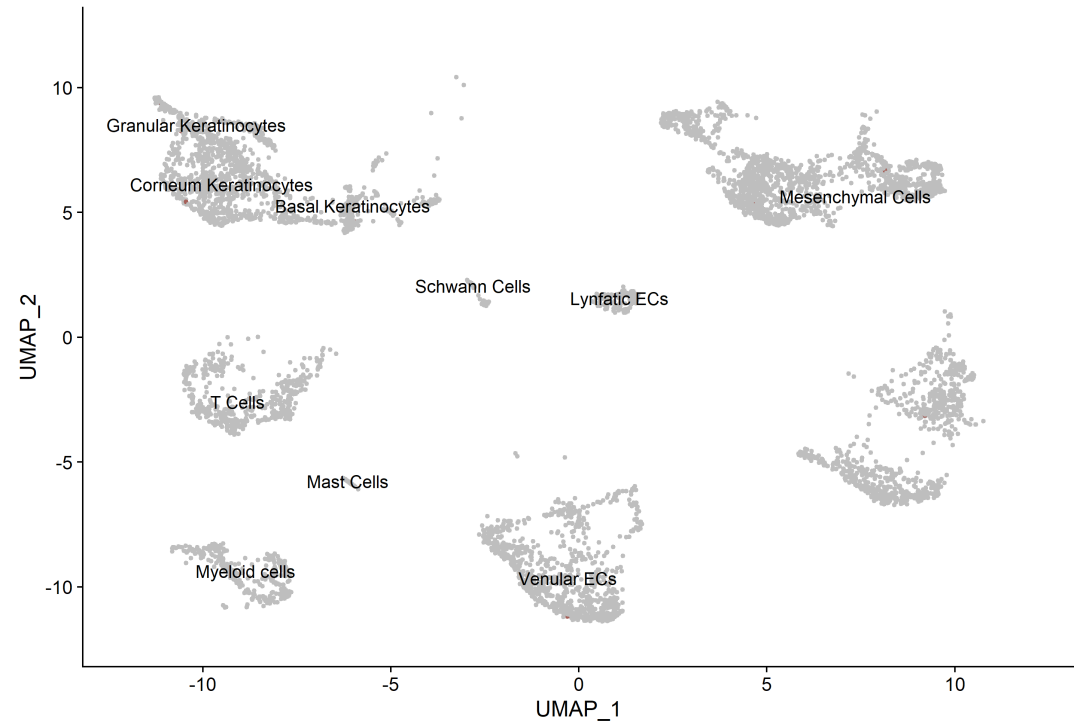 10
Granular Keratinocytes
Corneum Keratinocytes
Mesenchymal Cells
Basal Keratinocytes
5
Schwann Cells
Lynfatic ECs
UMAP_2
0
T Cells
-5
Mast Cells
Myeloid cells
Venular ECs
-10
-10 -5 0 5 10
UMAP_1